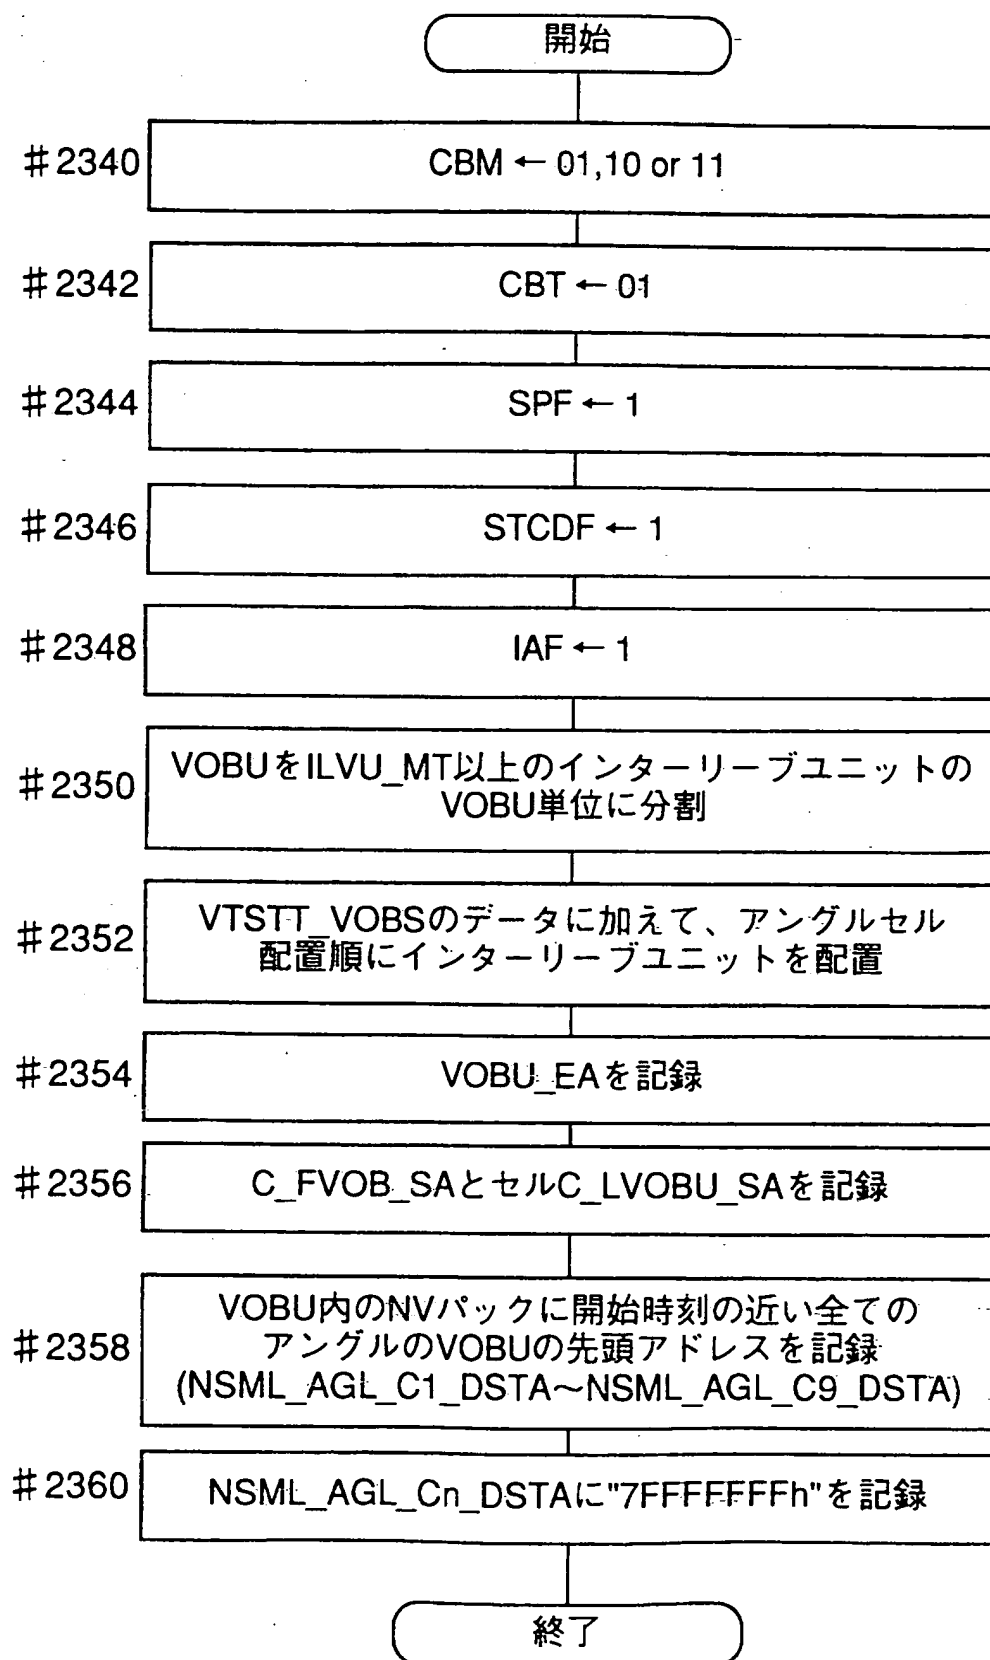 開始
#2340
CBM ← 01,10 or 11
#2342
CBT ← 01
#2344
SPF ← 1
#2346
STCDF ← 1
#2348
IAF ← 1
#2350
VOBUをILVU_MT以上のインターリーブユニットの
VOBU単位に分割
#2352
VTSTT_VOBSのデータに加えて、アングルセル
配置順にインターリーブユニットを配置
#2354
VOBU_EAを記録
#2356
C_FVOB_SAとセルC_LVOBU_SAを記録
#2358
VOBU内のNVパックに開始時刻の近い全ての
アングルのVOBUの先頭アドレスを記録
(NSML_AGL_C1_DSTA～NSML_AGL_C9_DSTA)
#2360
NSML_AGL_Cn_DSTAに"7FFFFFFFh"を記録
終了